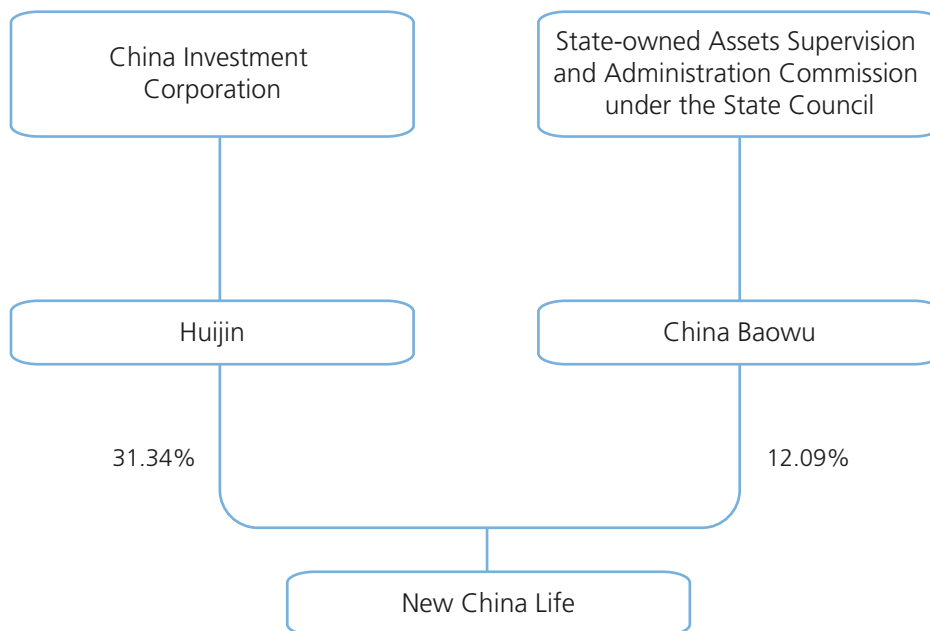 China Investment
Corporation
State-owned Assets Supervision
and Administration Commission
under the State Council
Huijin
China Baowu
31.34%
12.09%
New China Life